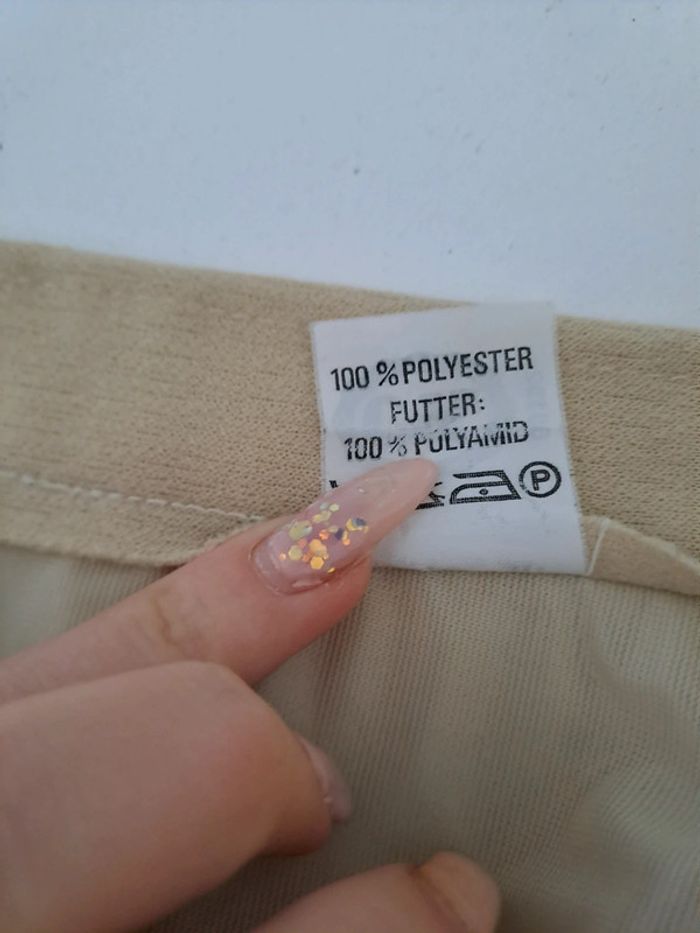 100 % POLYESTER
FUTTER:
100 % POLYAMID
P